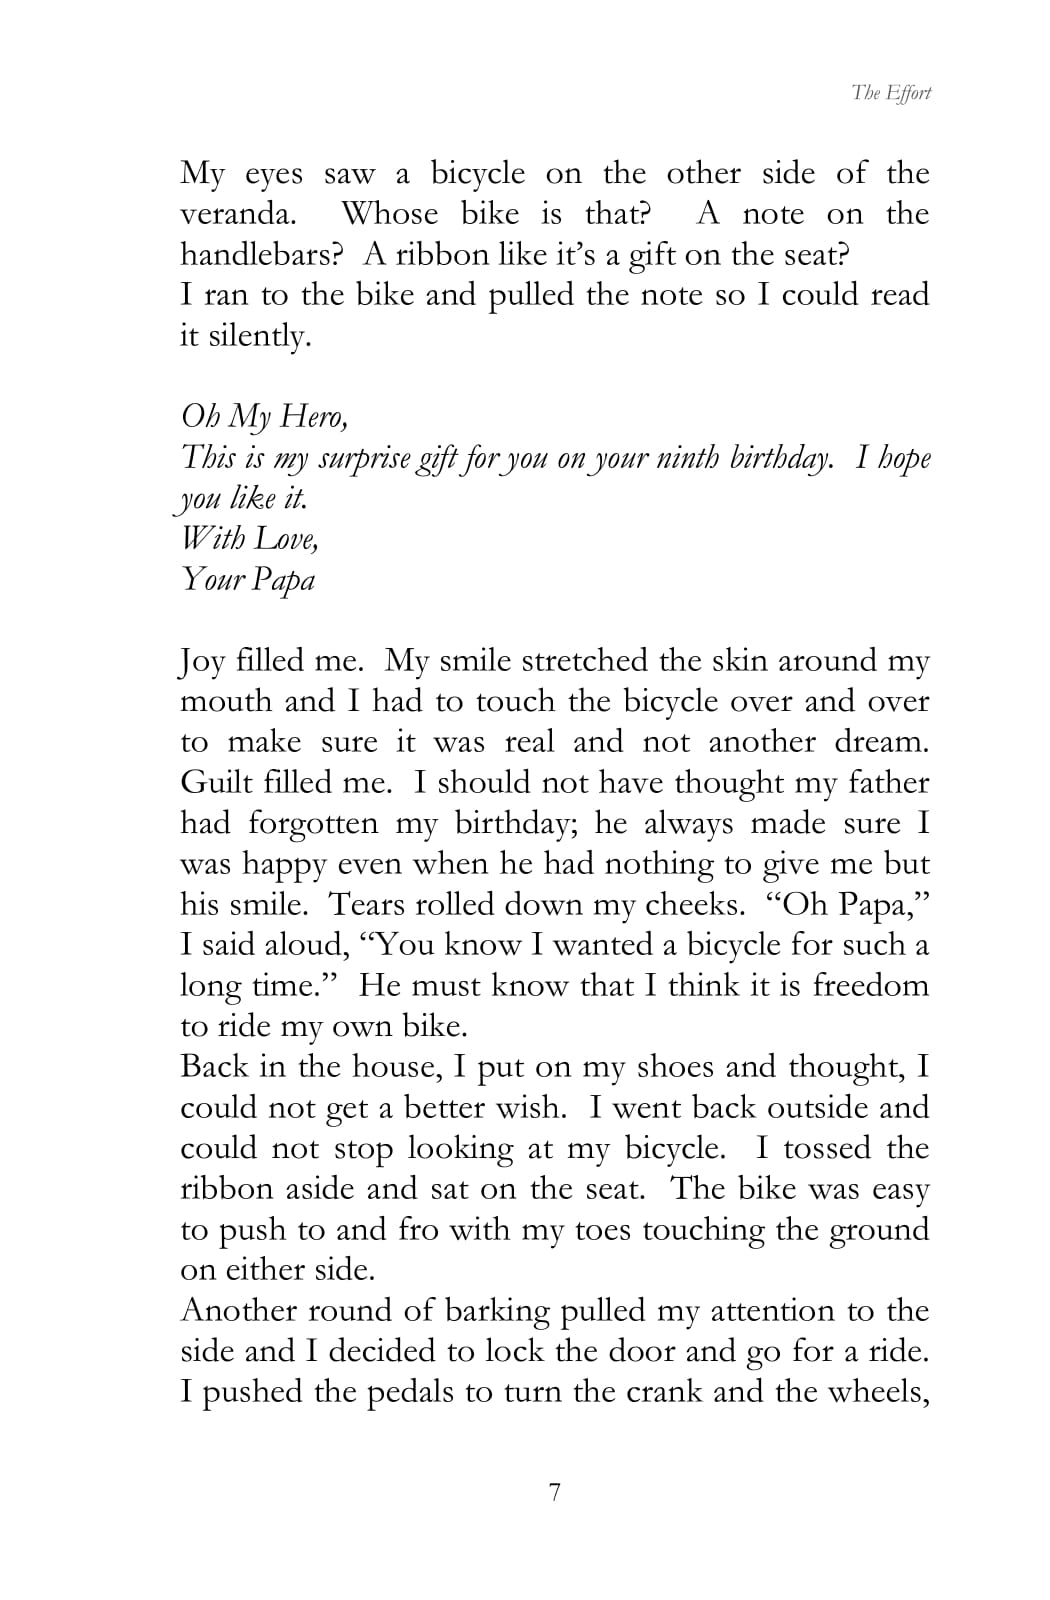 The Effort
My eyes saw a bicycle on the other side of the
veranda. Whose bike is that? A note on the
handlebars? A ribbon like it’s a gift on the seat?
I ran to the bike and pulled the note so I could read
it silently.
Oh My Hero,
This is my surprise gift for you on your ninth birthday. I hope
you like it.
With Love,
Your Papa
Joy filled me. My smile stretched the skin around my
mouth and I had to touch the bicycle over and over
to make sure it was real and not another dream.
Guilt filled me. I should not have thought my father
had forgotten my birthday; he always made sure I
was happy even when he had nothing to give me but
his smile. Tears rolled down my cheeks. “Oh Papa,”
I said aloud, “You know I wanted a bicycle for such a
long time.” He must know that I think it is freedom
to ride my own bike.
Back in the house, I put on my shoes and thought, I
could not get a better wish. I went back outside and
could not stop looking at my bicycle. I tossed the
ribbon aside and sat on the seat. The bike was easy
to push to and fro with my toes touching the ground
on either side.
Another round of barking pulled my attention to the
side and I decided to lock the door and go for a ride.
I pushed the pedals to turn the crank and the wheels,
7